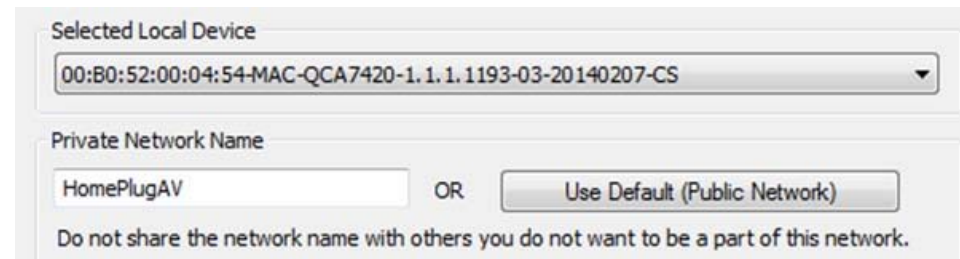 Selected Local Device
00:B0:52:00:04:54-MAC-QCA7420-1.1.1.1193-03-20140207-CS
Private Network Name
HomePlugAV OR Use Default (Public Network)
Do not share the network name with others you do not want to be a part of this network.